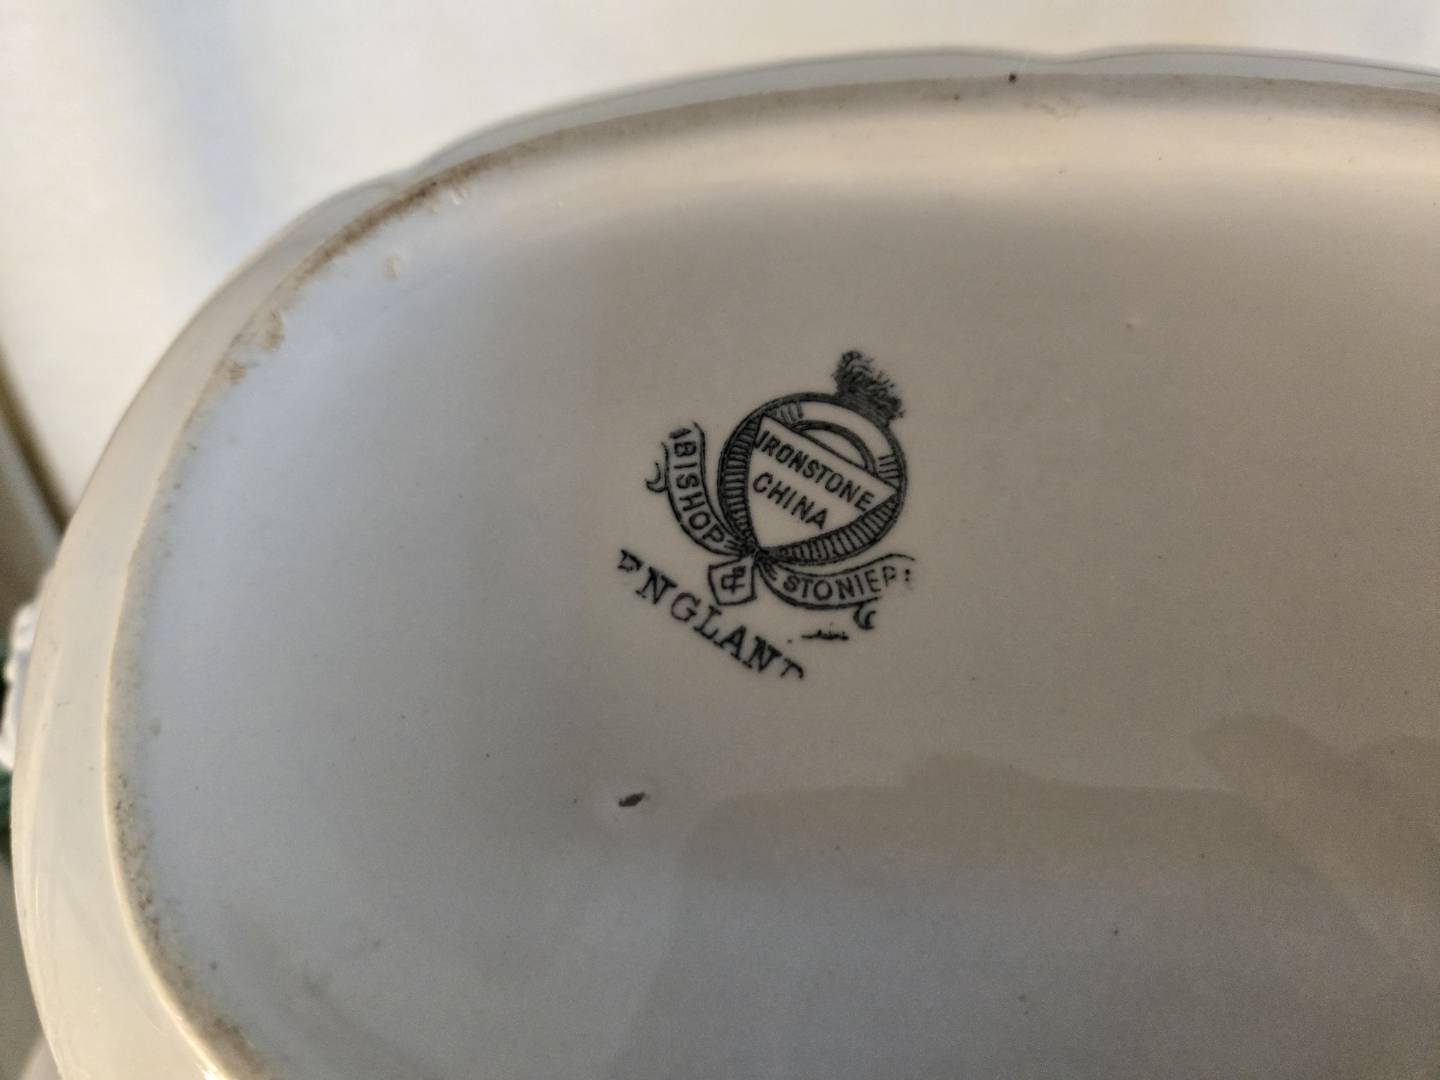 IRONSTONE
CHINA
BISHOP
STONIER
ENGLAND